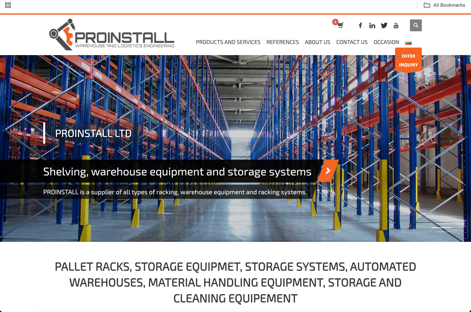 All Bookmarks
PROINSTALL
WAREHOUSE AND LOGISTICS ENGINEERING
0
PRODUCTS AND SERVICES REFERENCES ABOUT US CONTACT US OCCASION
OFFER
INQUIRY
PROINSTALL LTD
Shelving, warehouse equipment and storage systems
PROINSTALL is a supplier of all types of racking, warehouse equipment and racking systems.
PALLET RACKS, STORAGE EQUIPMET, STORAGE SYSTEMS, AUTOMATED
WAREHOUSES, MATERIAL HANDLING EQUIPMENT, STORAGE AND
CLEANING EQUIPEMENT